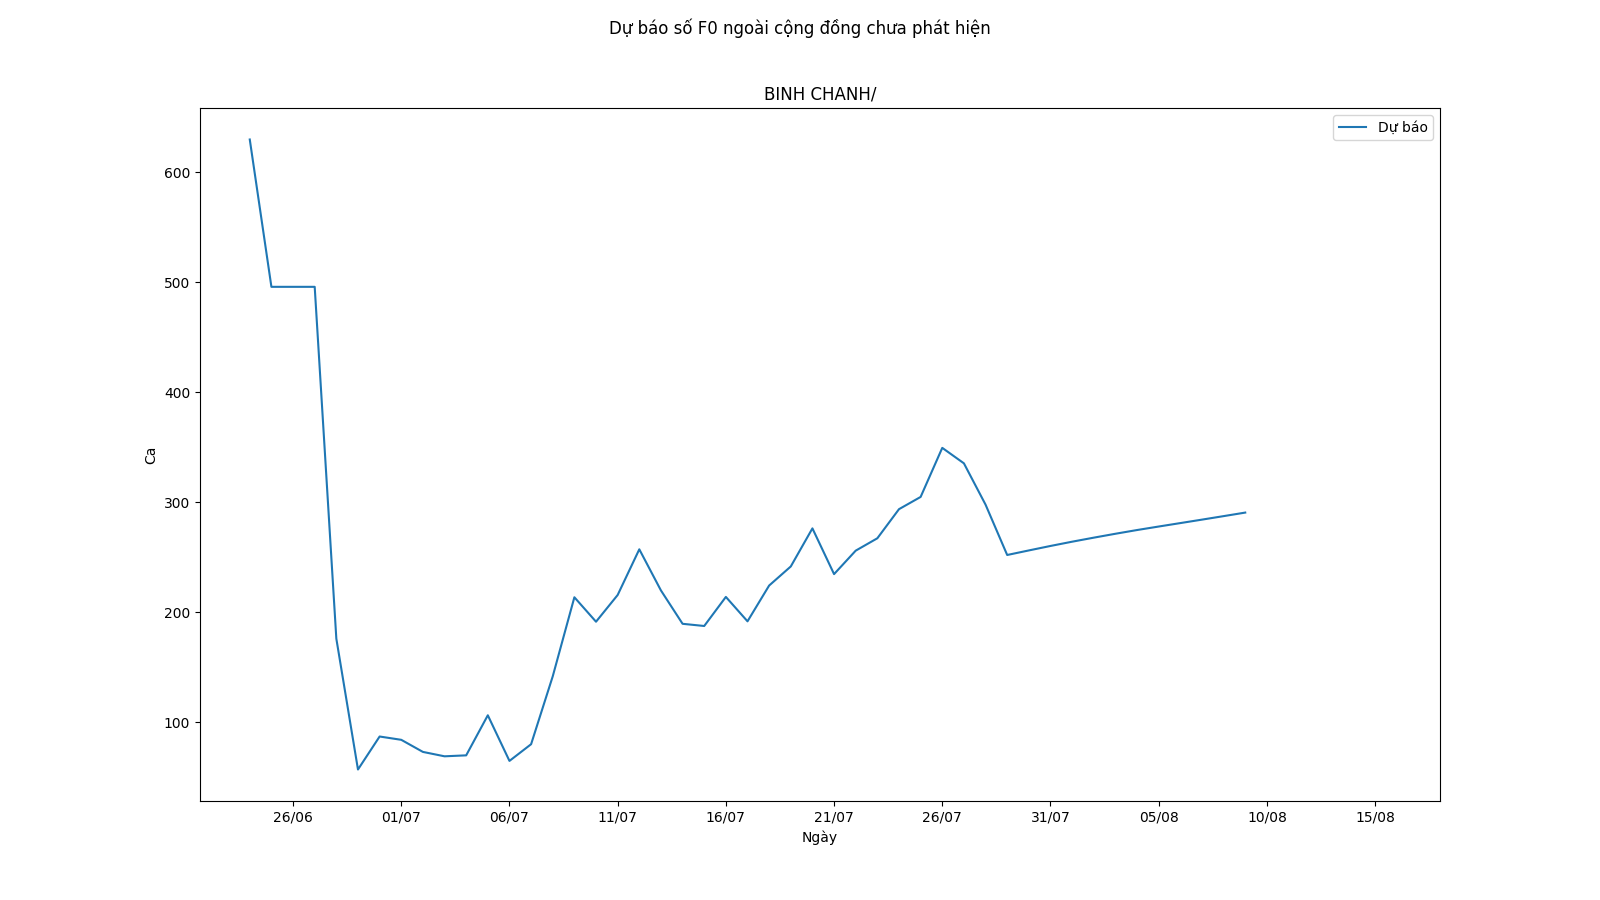 Dự báo số F0 ngoài cộng đồng chưa phát hiện
BINH CHANH/
Dự báo
600
500
400
300
200
100
Ca
26/06 01/07 06/07 11/07 16/07 21/07 26/07 31/07 05/08 10/08 15/08
Ngày